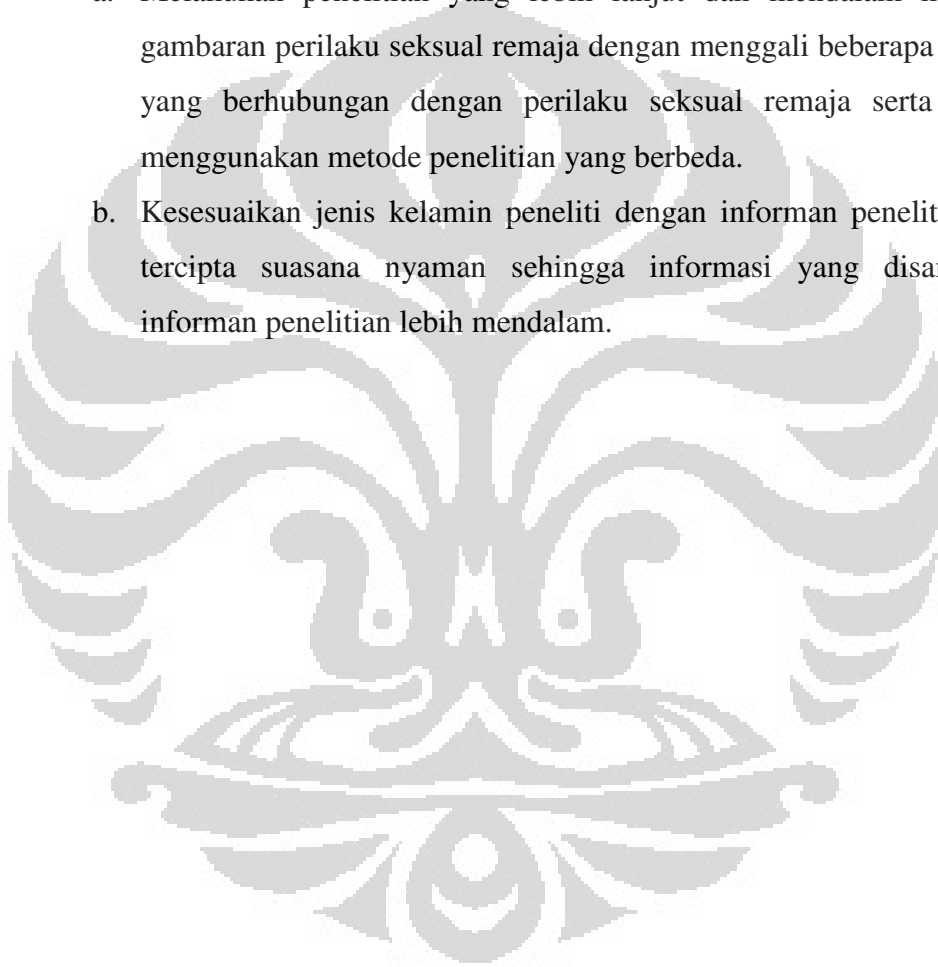 penelitian yang lebih lanjut dan mendalam
gambaran perilaku seksual remaja dengan menggali beberapa
yang berhubungan dengan perilaku seksual remaja serta
menggunakan metode penelitian yang berbeda.
b. Kesesuaikan jenis kelamin peneliti dengan informan penelit
tercipta suasana nyaman sehingga informasi yang disa
informan penelitian lebih mendalam.